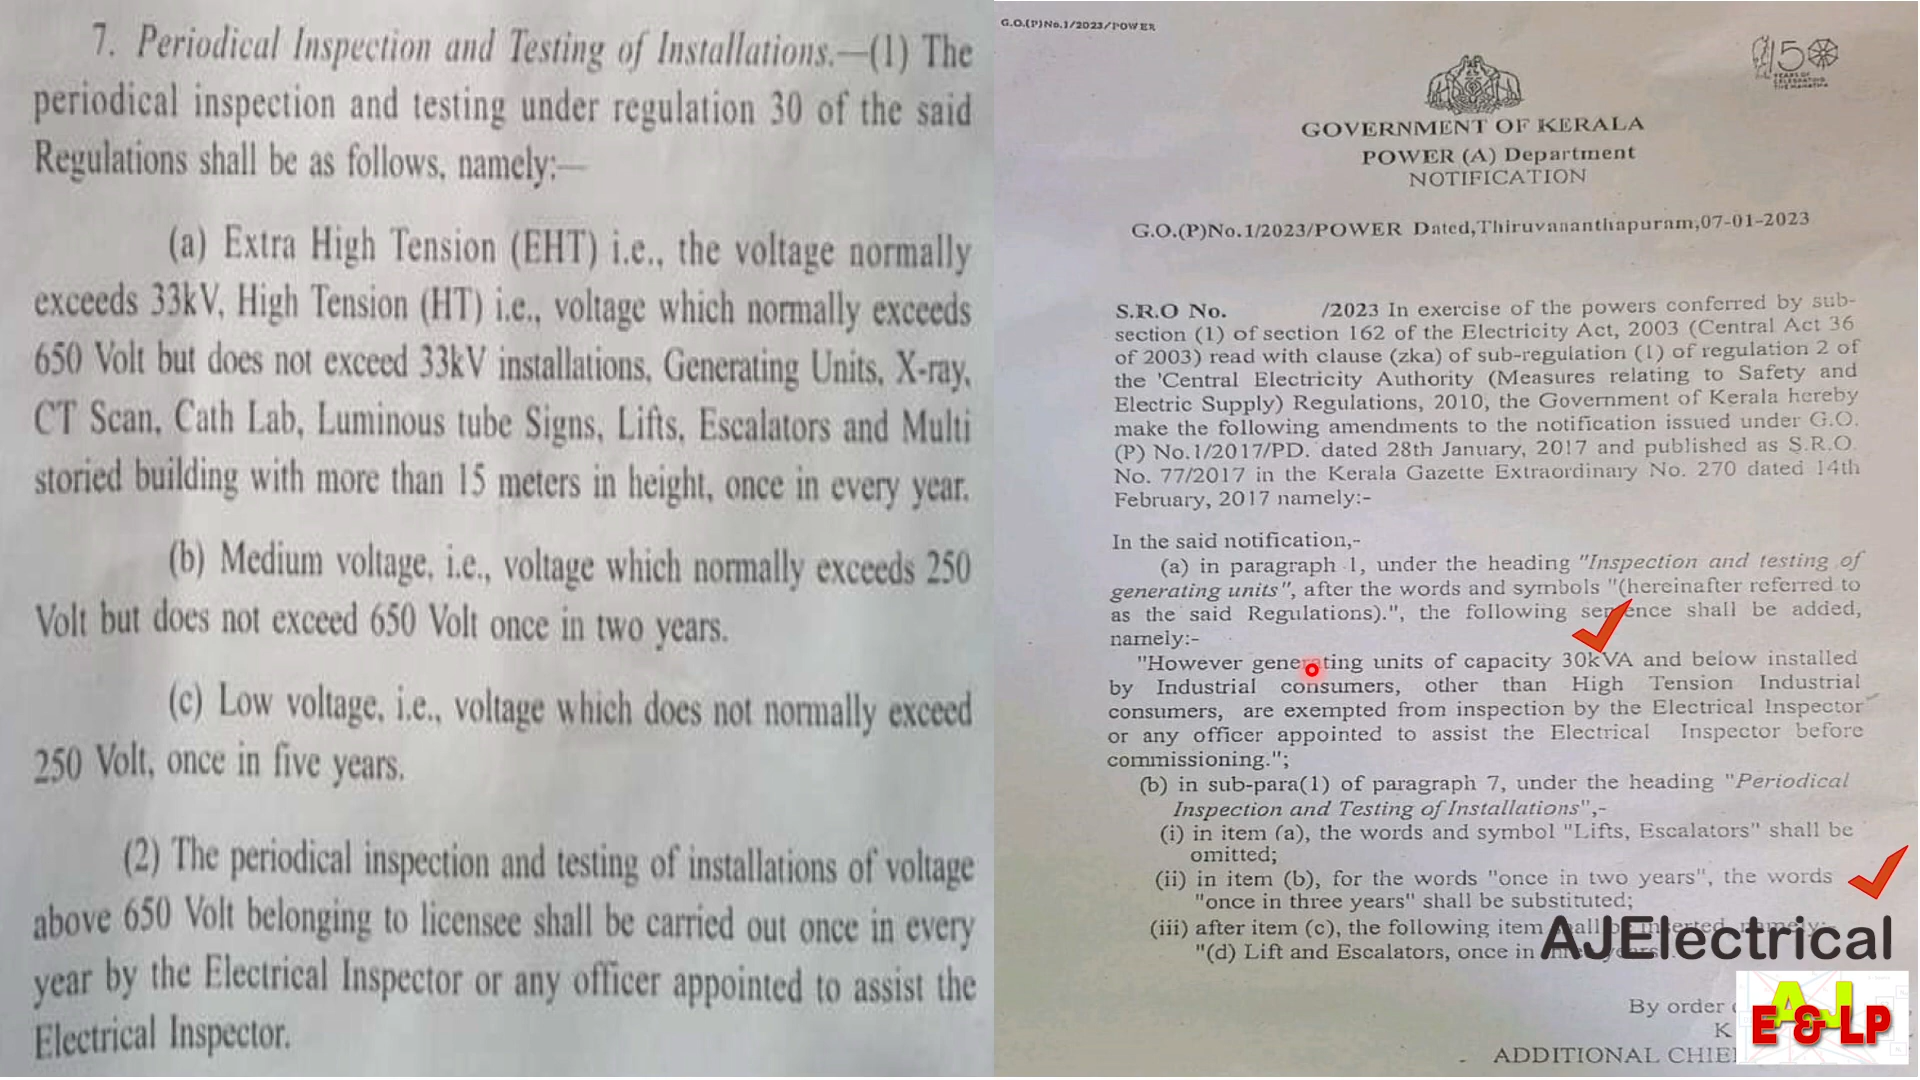 7. Periodical Inspection and Testing of Installations.—(1) The
periodical inspection and testing under regulation 30 of the said
Regulations shall be as follows, namely:—
(a) Extra High Tension (EHT) i.e., the voltage normally
exceeds 33kV, High Tension (HT) i.e., voltage which normally exceeds
650 Volt but does not exceed 33kV installations, Generating Units, X-ray,
CT Scan, Cath Lab, Luminous tube Signs, Lifts, Escalators and Multi
storied building with more than 15 meters in height, once in every year.
(b) Medium voltage, i.e., voltage which normally exceeds 250
Volt but does not exceed 650 Volt once in two years.
(c) Low voltage, i.e., voltage which does not normally exceed
250 Volt, once in five years.
(2) The periodical inspection and testing of installations of voltage
above 650 Volt belonging to licensee shall be carried out once in every
year by the Electrical Inspector or any officer appointed to assist the
Electrical Inspector.
G.O.(P)No.1/2023/POWER
150
YEARS OF
CELEBRATING
THE MAHATMA
GOVERNMENT OF KERALA
POWER (A) Department
NOTIFICATION
G.O.(P)No.1/2023/POWER Dated,Thiruvananthapuram,07-01-2023
S.R.O No. /2023 In exercise of the powers conferred by sub-
section (1) of section 162 of the Electricity Act, 2003 (Central Act 36
of 2003) read with clause (zka) of sub-regulation (1) of regulation 2 of
the 'Central Electricity Authority (Measures relating to Safety and
Electric Supply) Regulations, 2010, the Government of Kerala hereby
make the following amendments to the notification issued under G.O.
(P) No.1/2017/PD. dated 28th January, 2017 and published as S.R.O.
No. 77/2017 in the Kerala Gazette Extraordinary No. 270 dated 14th
February, 2017 namely:-
In the said notification,-
(a) in paragraph 1, under the heading "Inspection and testing of
generating units", after the words and symbols "(hereinafter referred to
as the said Regulations).", the following sentence shall be added,
namely:-
"However generating units of capacity 30kVA and below installed
by Industrial consumers, other than High Tension Industrial
consumers, are exempted from inspection by the Electrical Inspector
or any officer appointed to assist the Electrical Inspector before
commissioning.";
(b) in sub-para(1) of paragraph 7, under the heading "Periodical
Inspection and Testing of Installations",-
(i) in item (a), the words and symbol "Lifts, Escalators" shall be
omitted;
(ii) in item (b), for the words "once in two years", the words
"once in three years" shall be substituted;
(iii) after item (c), the following item shall be inserted, namely:-
"(d) Lift and Escalators, once in
AJElectrical
By order
K
ADDITIONAL
AJ
E & LP